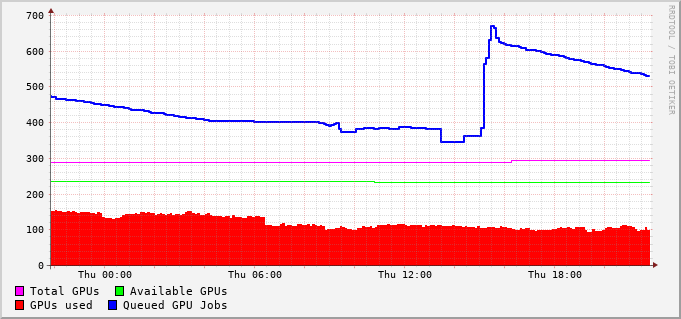 700
600
500
400
300
200
100
0
Thu 00:00 Thu 06:00 Thu 12:00 Thu 18:00
Total GPUs Available GPUs
GPUs used Queued GPU Jobs
RRDTOOL / TOBI OETIKER